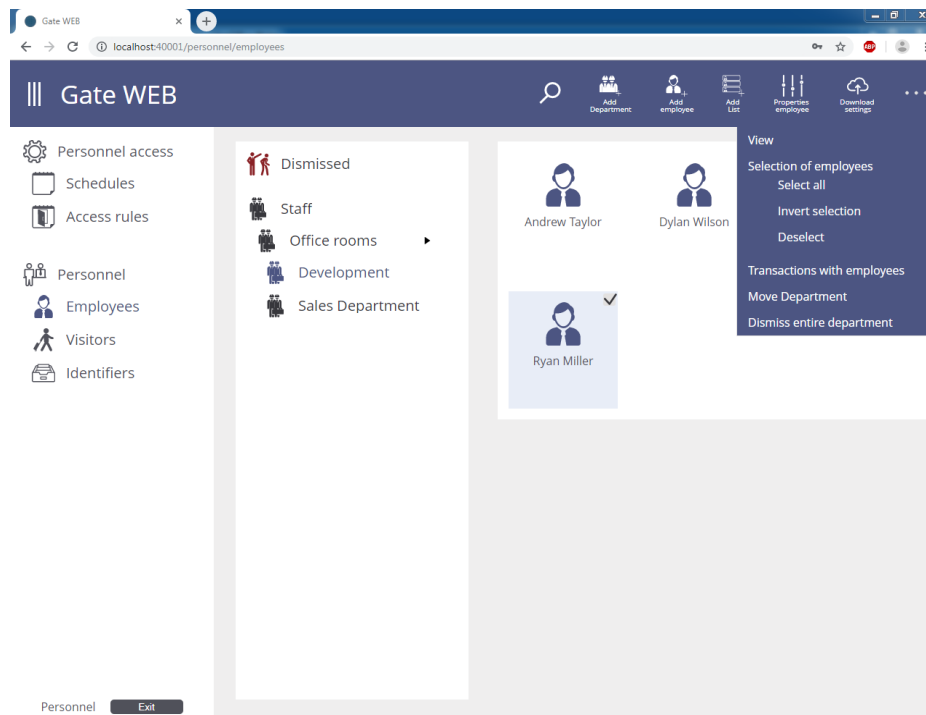 Gate WEB
localhost:40001/personnel/employees
ABP
Gate WEB
Add
Department
Add
employee
Add
List
Properties
employee
Download
settings
Personnel access
Schedules
Access rules
Personnel
Employees
Visitors
Identifiers
Dismissed
Staff
Office rooms
Development
Sales Department
Andrew Taylor
Dylan Wilson
Ryan Miller
View
Selection of employees
Select all
Invert selection
Deselect
Transactions with employees
Move Department
Dismiss entire department
Personnel
Exit